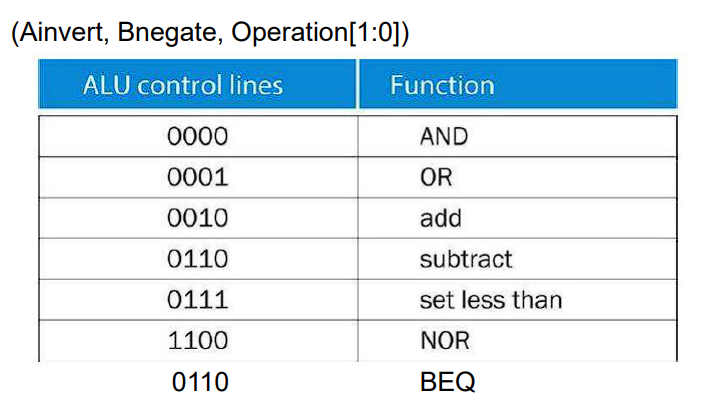 (Ainvert, Bnegate, Operation[1:0])
ALU control lines Function
0000 AND
0001 OR
0010 add
0110 subtract
0111 set less than
1100 NOR
0110 BEQ